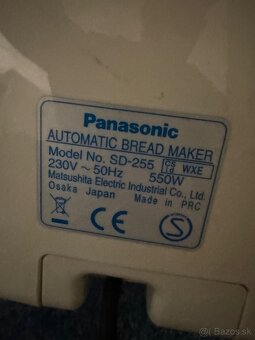 Panasonic
AUTOMATIC BREAD MAKER
Model No. SD-255 WXE
230V ~ 50Hz 550W
Matsushita Electric Industrial Co., Ltd.
Osaka Japan Made in PRC
CE
S
Bazos.sk